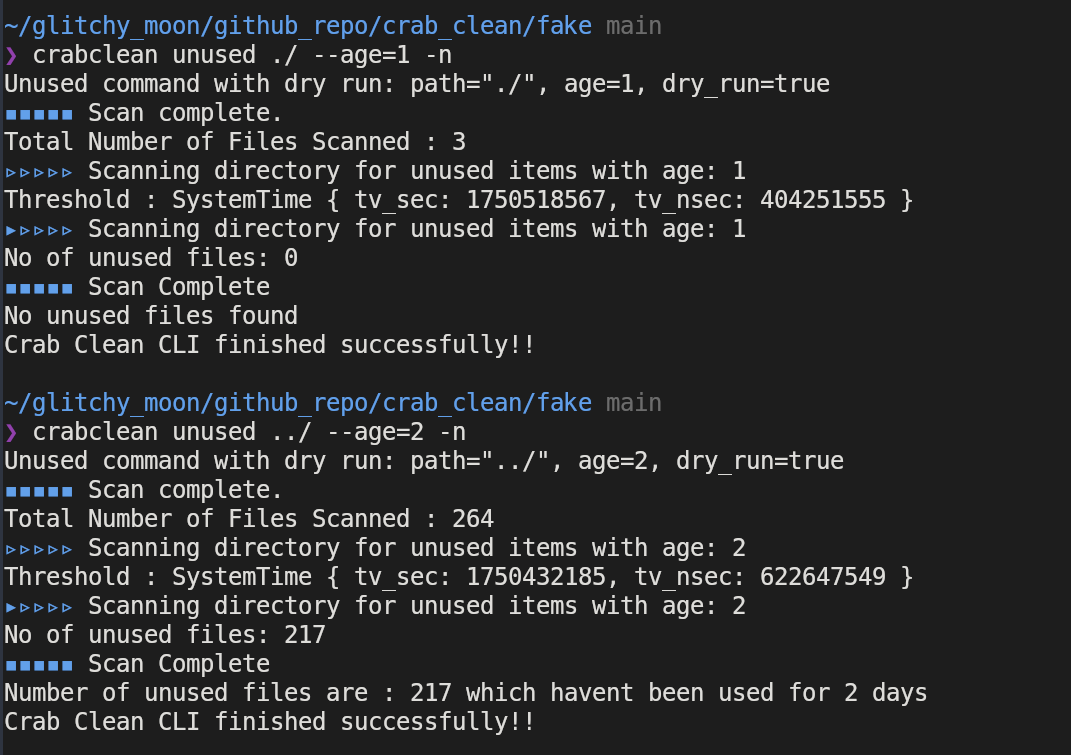 ~/glitchy_moon/github_repo/crab_clean/fake main
❯ crabclean unused ./ --age=1 -n
Unused command with dry run: path="./", age=1, dry_run=true
▪▪▪▪▪ Scan complete.
Total Number of Files Scanned : 3
▹▹▹▹▹ Scanning directory for unused items with age: 1
Threshold : SystemTime { tv_sec: 1750518567, tv_nsec: 404251555 }
▸▹▹▹▹ Scanning directory for unused items with age: 1
No of unused files: 0
▪▪▪▪▪ Scan Complete
No unused files found
Crab Clean CLI finished successfully!!

~/glitchy_moon/github_repo/crab_clean/fake main
❯ crabclean unused ../ --age=2 -n
Unused command with dry run: path="../", age=2, dry_run=true
▪▪▪▪▪ Scan complete.
Total Number of Files Scanned : 264
▹▹▹▹▹ Scanning directory for unused items with age: 2
Threshold : SystemTime { tv_sec: 1750432185, tv_nsec: 622647549 }
▸▹▹▹▹ Scanning directory for unused items with age: 2
No of unused files: 217
▪▪▪▪▪ Scan Complete
Number of unused files are : 217 which havent been used for 2 days
Crab Clean CLI finished successfully!!